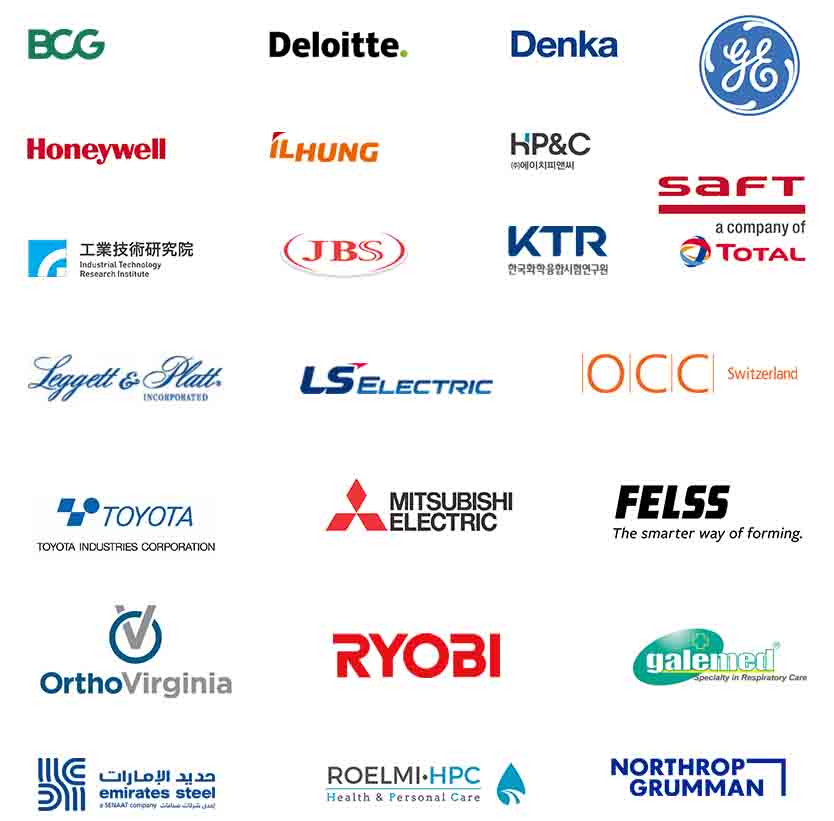 BCG
Deloitte.
Denka
GE
Honeywell
ILHUNG
HP&C
㈜에이치피앤씨
saft
a company of
TOTAL
工業技術研究院
Industrial Technology
Research Institute
JBS
KTR
한국화학융합시험연구원
Leggett & Platt®
INCORPORATED
LS ELECTRIC
OCC Switzerland
TOYOTA
TOYOTA INDUSTRIES CORPORATION
MITSUBISHI
ELECTRIC
FELSS
The smarter way of forming.
OrthoVirginia
RYOBI
galemed®
Specialty in Respiratory Care
حديد الإمارات
emirates steel
a SENAAT company إحدى شركات صناعات
ROELMI·HPC
Health & Personal Care
NORTHROP
GRUMMAN